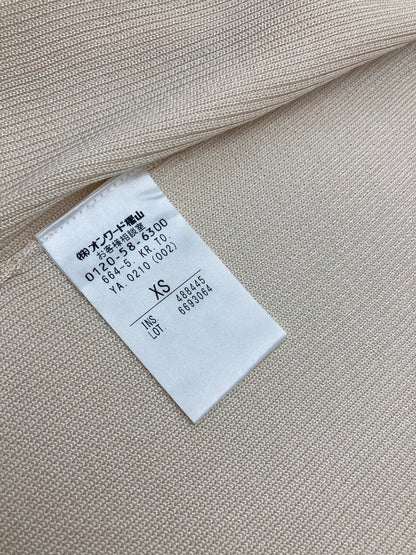 (株)オンワード樫山
お客様相談室
0120-58-6300
664-5. KR. TO.
YA. 0210 (002)
XS
INS. 488445
LOT 6693064